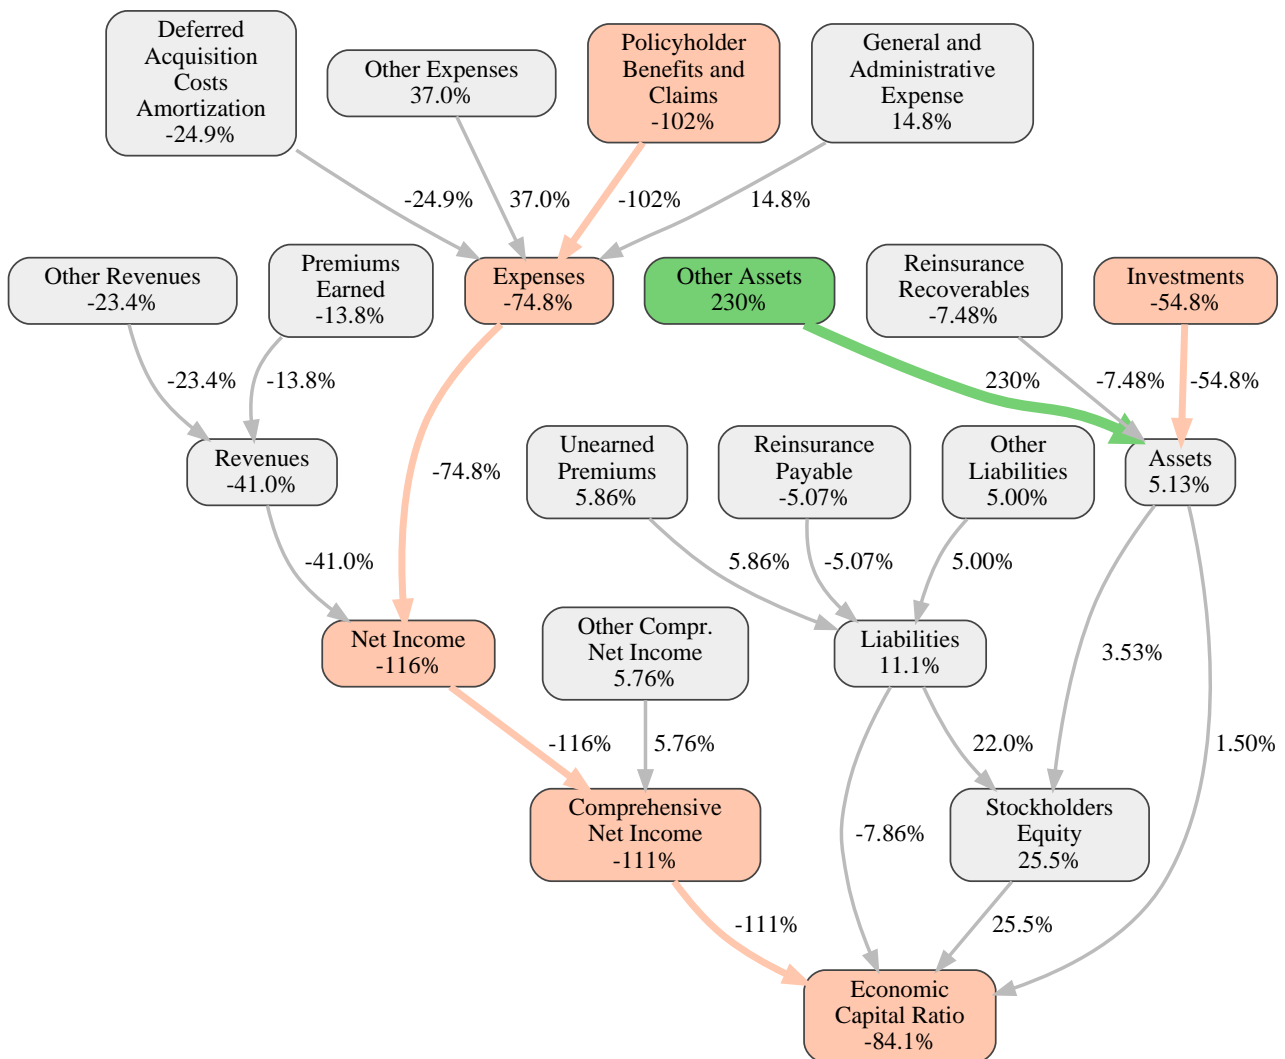 Deferred
Acquisition
Costs
Amortization
-24.9%
Other Expenses
37.0%
Policyholder
Benefits and
Claims
-102%
General and
Administrative
Expense
14.8%
-24.9%
37.0%
-102%
14.8%
Other Revenues
-23.4%
Premiums
Earned
-13.8%
Expenses
-74.8%
Other Assets
230%
Reinsurance
Recoverables
-7.48%
Investments
-54.8%
-23.4%
-13.8%
-74.8%
230%
-7.48%
-54.8%
Revenues
-41.0%
Unearned
Premiums
5.86%
Reinsurance
Payable
-5.07%
Other
Liabilities
5.00%
Assets
5.13%
-41.0%
5.86%
-5.07%
5.00%
Net Income
-116%
Other Compr.
Net Income
5.76%
Liabilities
11.1%
3.53%
-116%
5.76%
22.0%
1.50%
Comprehensive
Net Income
-111%
-7.86%
Stockholders
Equity
25.5%
-111%
25.5%
Economic
Capital Ratio
-84.1%